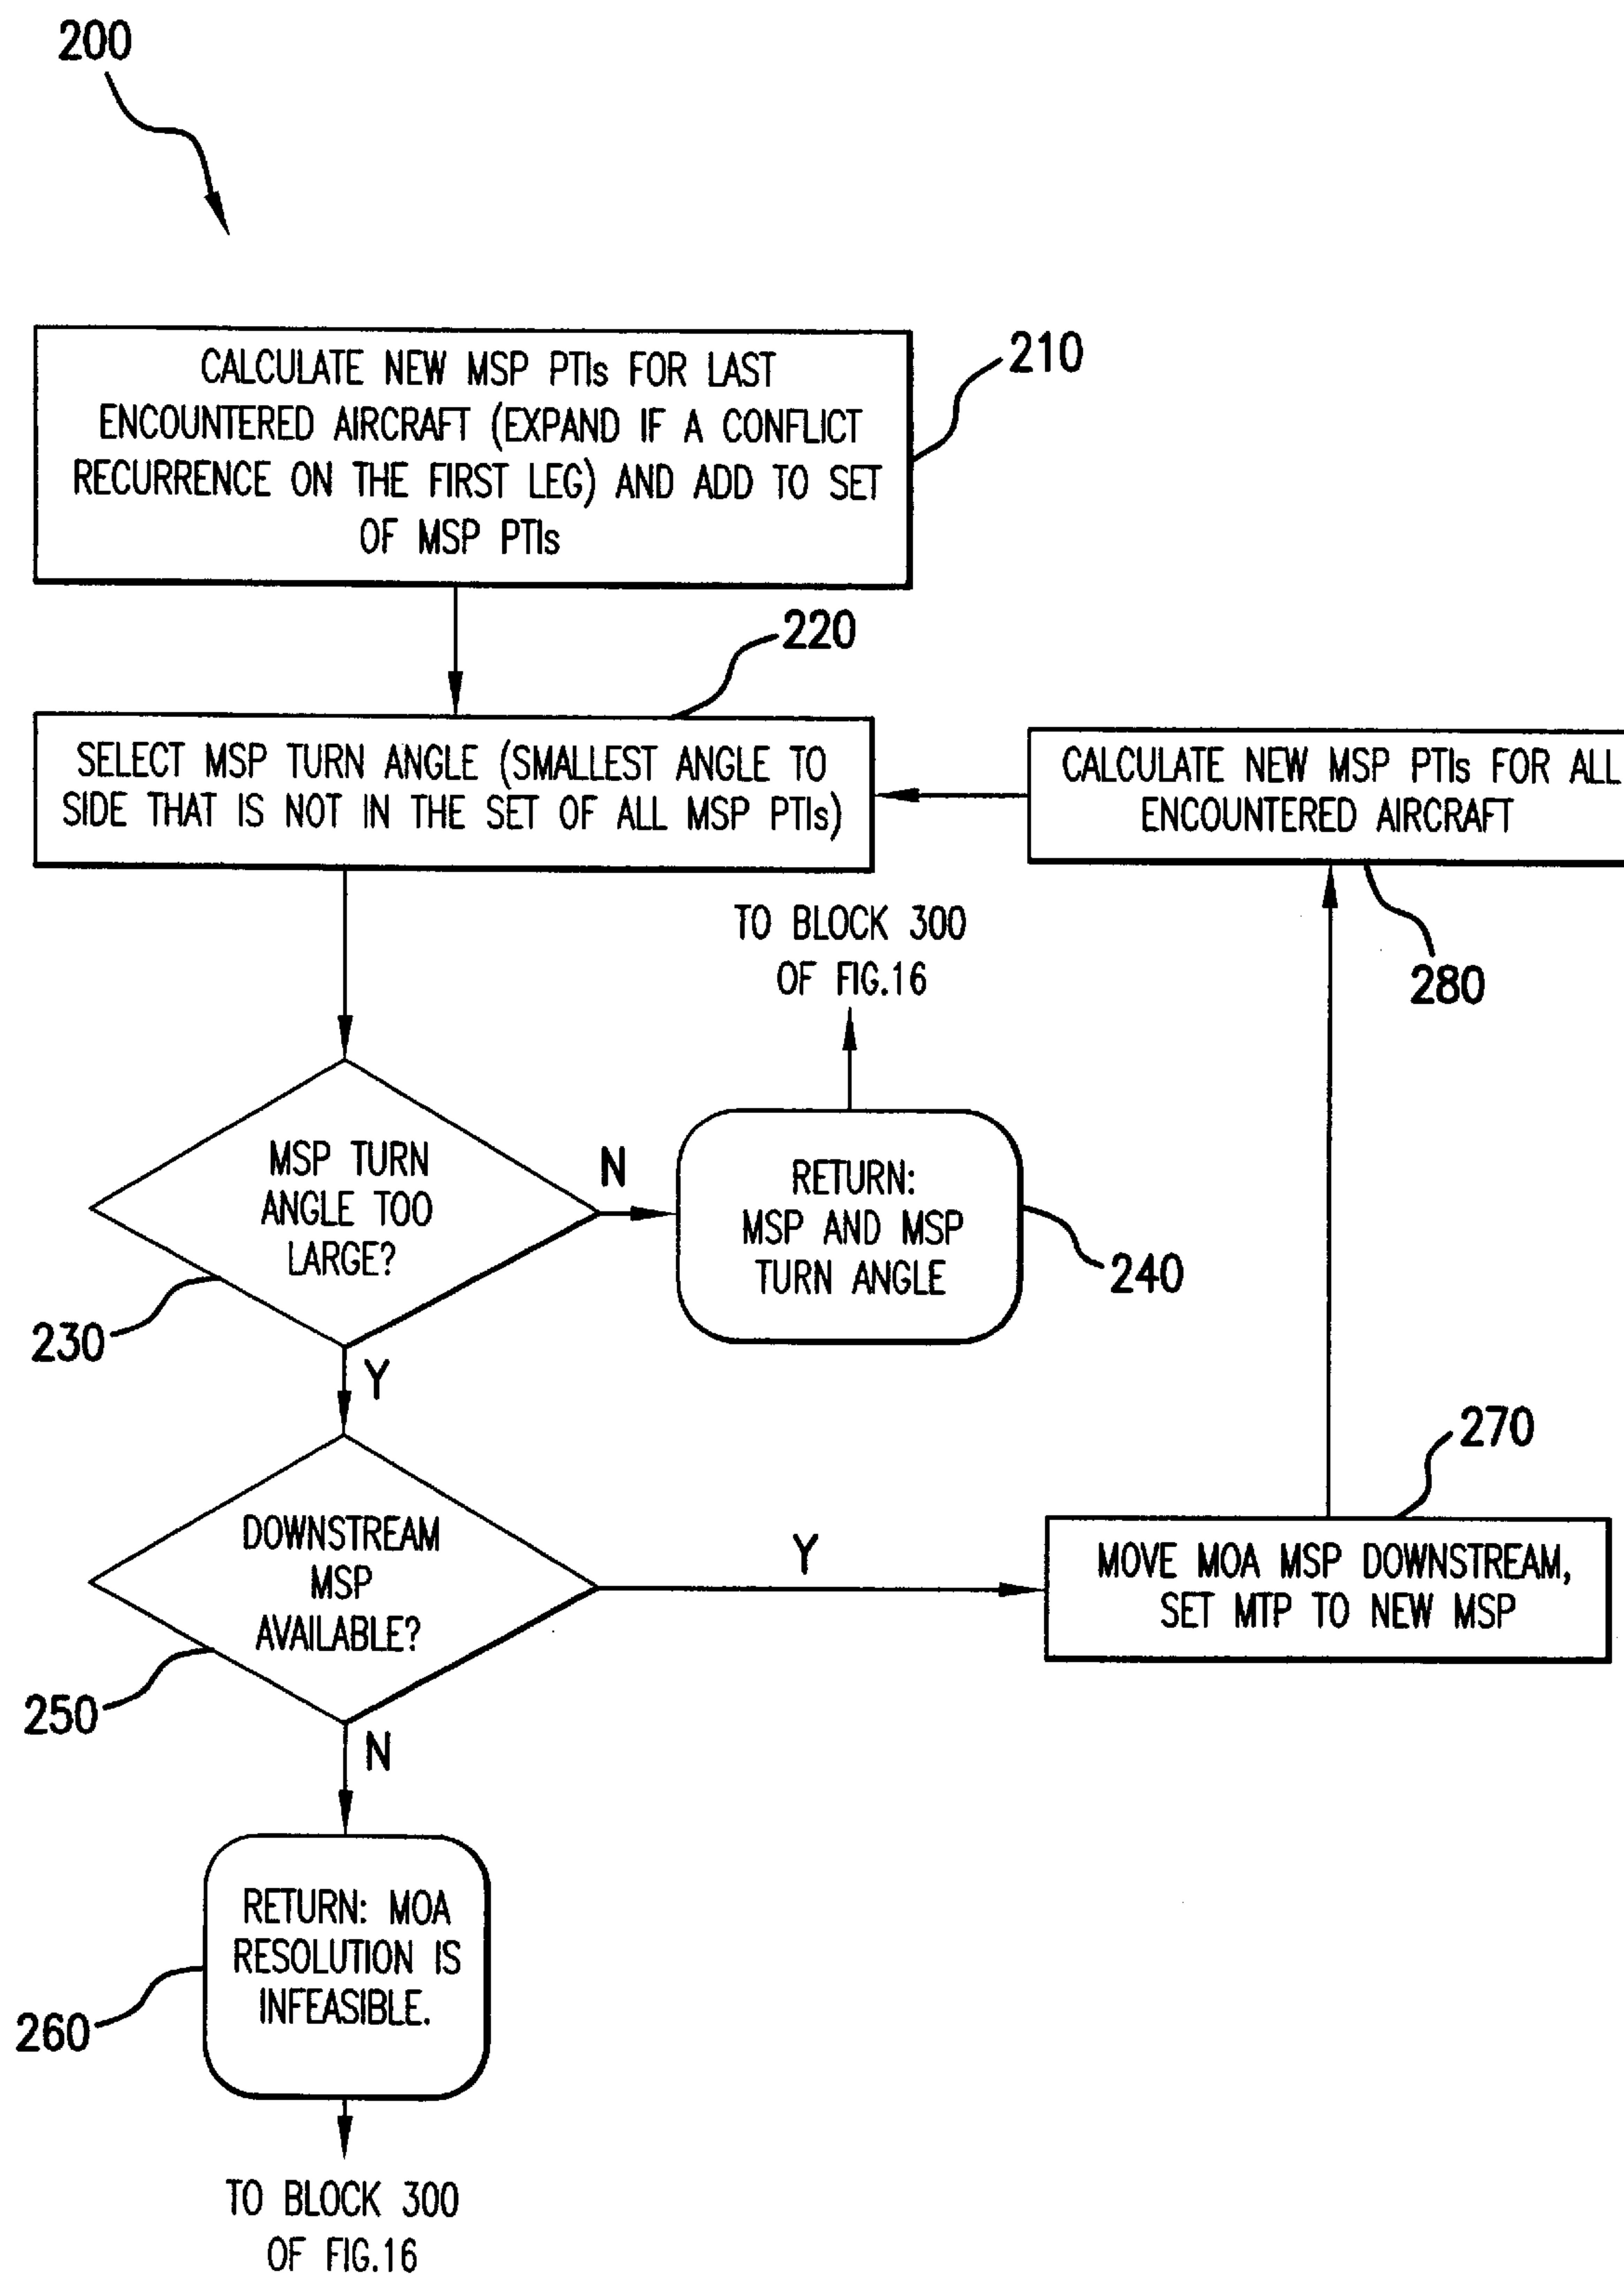 200
CALCULATE NEW MSP PTIs FOR LAST
ENCOUNTERED AIRCRAFT (EXPAND IF A CONFLICT
RECURRENCE ON THE FIRST LEG) AND ADD TO SET
OF MSP PTIs
210
220
SELECT MSP TURN ANGLE (SMALLEST ANGLE TO
SIDE THAT IS NOT IN THE SET OF ALL MSP PTIs)
CALCULATE NEW MSP PTIs FOR ALL
ENCOUNTERED AIRCRAFT
280
TO BLOCK 300
OF FIG.16
MSP TURN
ANGLE TOO
LARGE?
230
N
RETURN:
MSP AND MSP
TURN ANGLE
240
Y
DOWNSTREAM
MSP
AVAILABLE?
250
Y
270
MOVE MOA MSP DOWNSTREAM,
SET MTP TO NEW MSP
N
RETURN: MOA
RESOLUTION IS
INFEASIBLE.
260
TO BLOCK 300
OF FIG.16